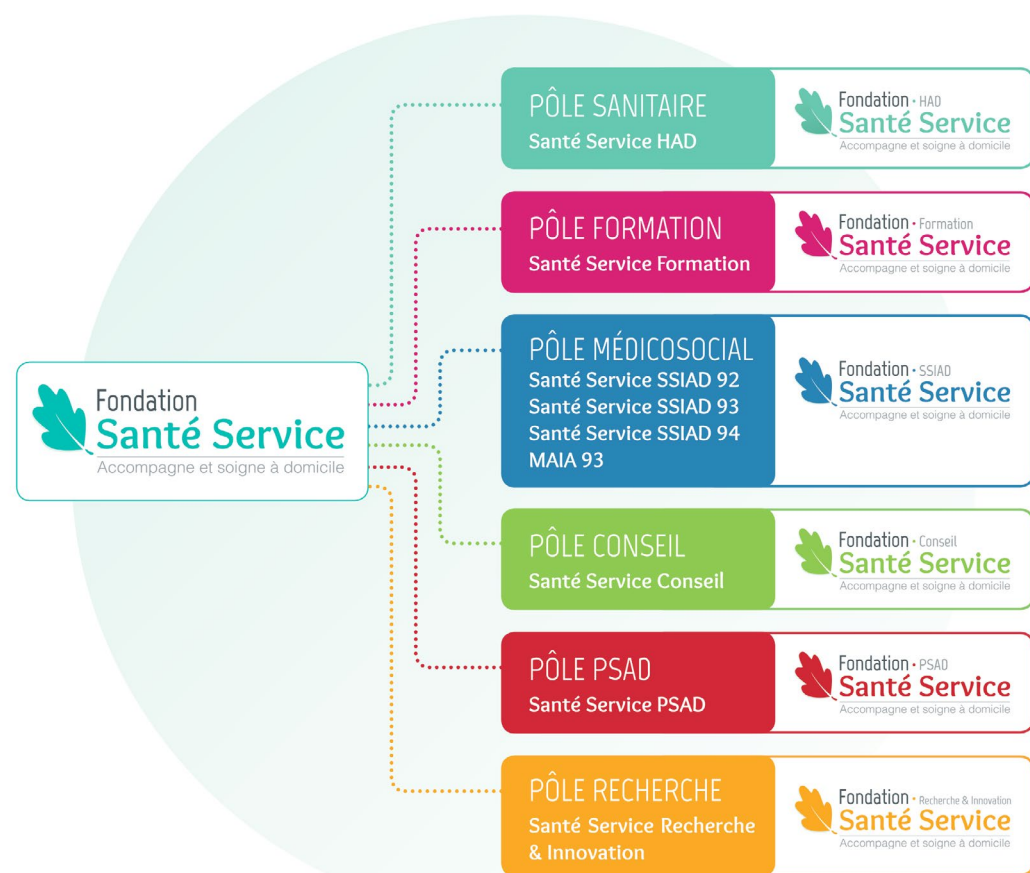 Fondation
Santé Service
Accompagne et soigne à domicile
PÔLE SANITAIRE
Santé Service HAD
Fondation • HAD
Santé Service
Accompagne et soigne à domicile
PÔLE FORMATION
Santé Service Formation
Fondation • Formation
Santé Service
Accompagne et soigne à domicile
PÔLE MÉDICOSOCIAL
Santé Service SSIAD 92
Santé Service SSIAD 93
Santé Service SSIAD 94
MAIA 93
Fondation • SSIAD
Santé Service
Accompagne et soigne à domicile
PÔLE CONSEIL
Santé Service Conseil
Fondation • Conseil
Santé Service
Accompagne et soigne à domicile
PÔLE PSAD
Santé Service PSAD
Fondation • PSAD
Santé Service
Accompagne et soigne à domicile
PÔLE RECHERCHE
Santé Service Recherche
& Innovation
Fondation • Recherche & Innovation
Santé Service
Accompagne et soigne à domicile